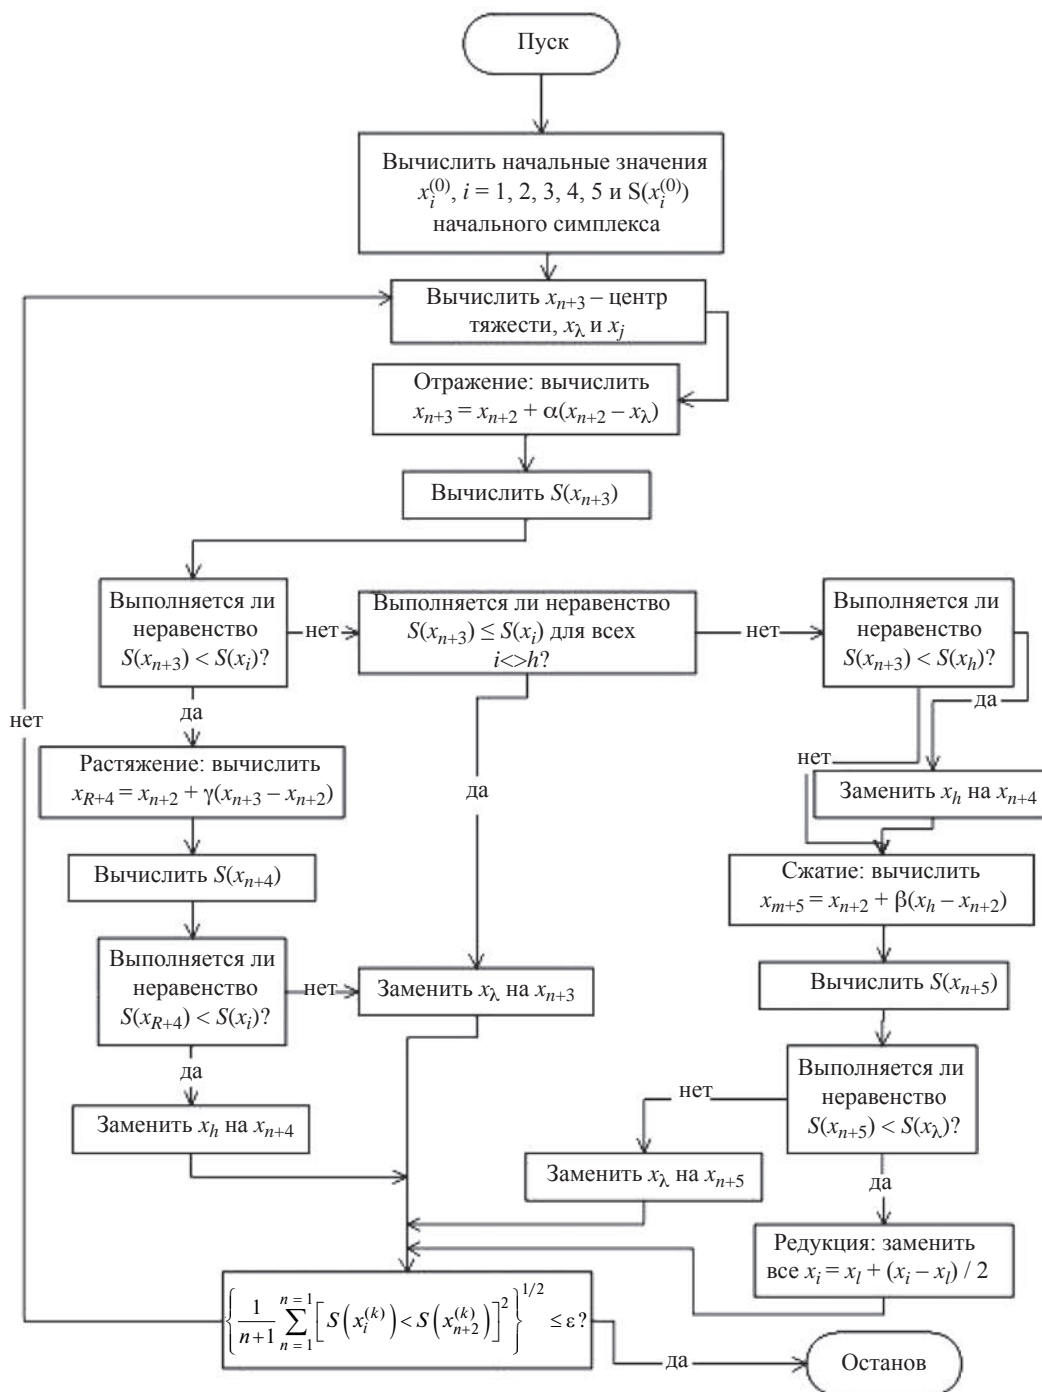 Пуск
Вычислить начальные значения
x_i^{(0)}, i = 1, 2, 3, 4, 5 и S(x_i^{(0)})
начального симплекса
Вычислить x_{n+3} – центр
тяжести, x_λ и x_j
Отражение: вычислить
x_{n+3} = x_{n+2} + α(x_{n+2} – x_λ)
Вычислить S(x_{n+3})
Выполняется ли
неравенство
S(x_{n+3}) < S(x_i)?
нет
Выполняется ли неравенство
S(x_{n+3}) ≤ S(x_i) для всех
i<>h?
нет
Выполняется ли
неравенство
S(x_{n+3}) < S(x_h)?
нет
да
да
Растяжение: вычислить
x_{R+4} = x_{n+2} + γ(x_{n+3} – x_{n+2})
да
нет
Заменить x_h на x_{n+4}
Вычислить S(x_{n+4})
Сжатие: вычислить
x_{m+5} = x_{n+2} + β(x_h – x_{n+2})
Выполняется ли
неравенство
S(x_{R+4}) < S(x_i)?
нет
Заменить x_λ на x_{n+3}
Вычислить S(x_{n+5})
да
Выполняется ли
неравенство
S(x_{n+5}) < S(x_λ)?
нет
Заменить x_h на x_{n+4}
Заменить x_λ на x_{n+5}
да
Редукция: заменить
все x_i = x_l + (x_i – x_l) / 2
{ \frac{1}{n+1} \sum_{n=1}^{n=1} [ S(x_i^{(k)}) < S(x_{n+2}^{(k)}) ]^2 }^{1/2} ≤ ε?
да
Останов